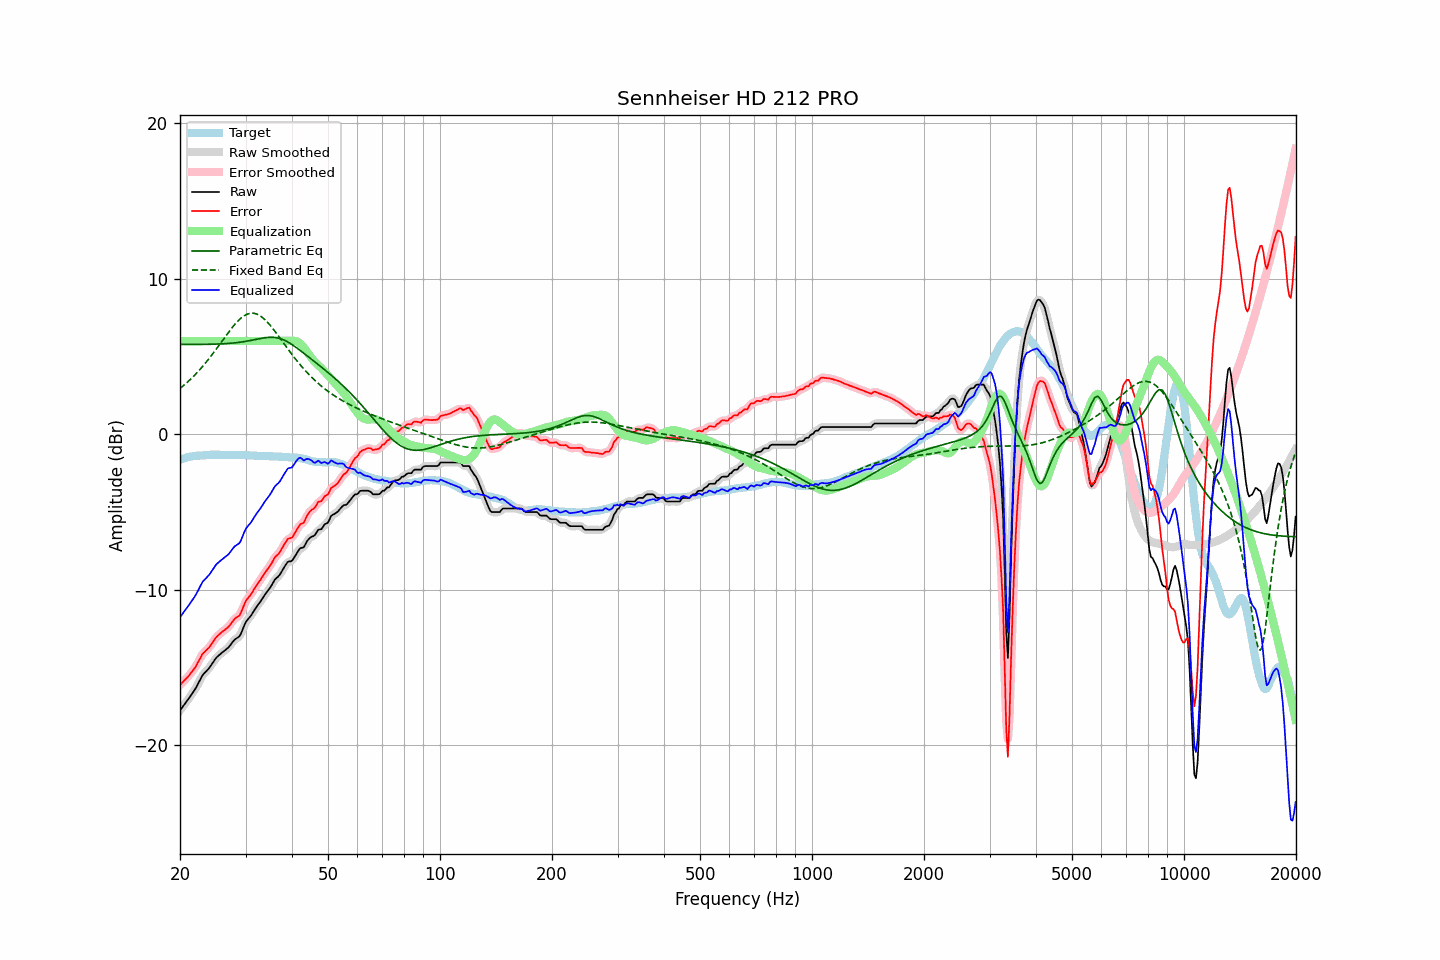 Sennheiser HD 212 PRO
Target
Raw Smoothed
Error Smoothed
Raw
Error
Equalization
Parametric Eq
Fixed Band Eq
Equalized
20
10
0
−10
−20
Amplitude (dBr)
20 50 100 200 500 1000 2000 5000 10000 20000
Frequency (Hz)